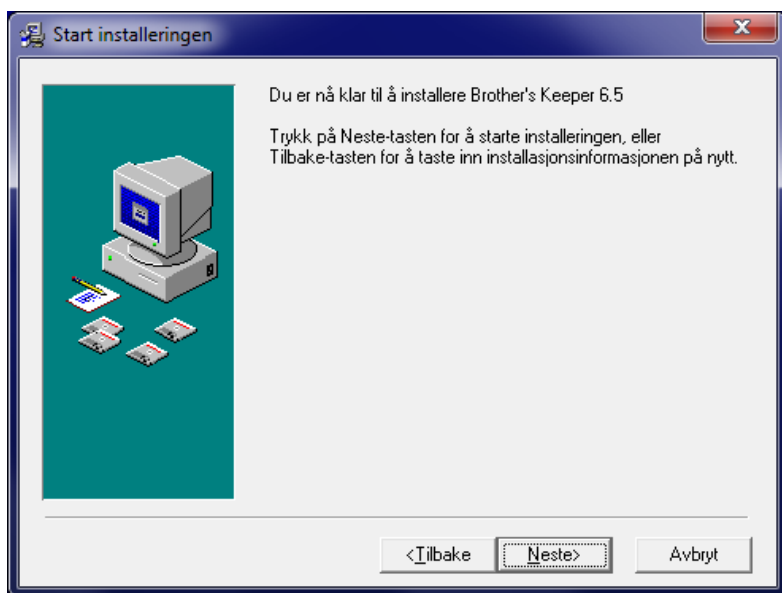 Start installeringen
Du er nå klar til å installere Brother's Keeper 6.5
Trykk på Neste-tasten for å starte installeringen, eller
Tilbake-tasten for å taste inn installasjonsinformasjonen på nytt.
<Tilbake
Neste>
Avbryt